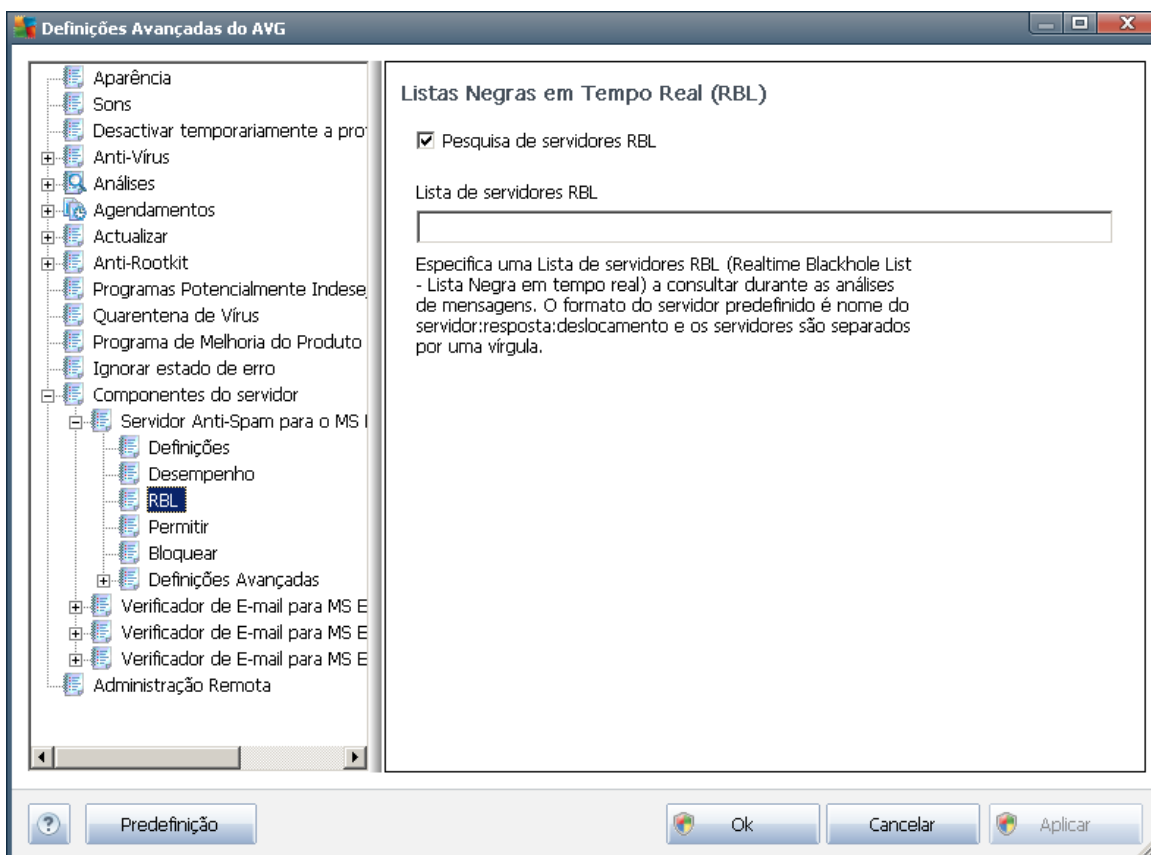 Definições Avançadas do AVG
Aparência
Sons
Desactivar temporariamente a pro
Anti-Vírus
Análises
Agendamentos
Actualizar
Anti-Rootkit
Programas Potencialmente Indese
Quarentena de Vírus
Programa de Melhoria do Produto
Ignorar estado de erro
Componentes do servidor
Servidor Anti-Spam para o MS
Definições
Desempenho
RBL
Permitir
Bloquear
Definições Avançadas
Verificador de E-mail para MS E
Verificador de E-mail para MS E
Verificador de E-mail para MS E
Administração Remota
Listas Negras em Tempo Real (RBL)
Pesquisa de servidores RBL
Lista de servidores RBL
Especifica uma Lista de servidores RBL (Realtime Blackhole List
- Lista Negra em tempo real) a consultar durante as análises
de mensagens. O formato do servidor predefinido é nome do
servidor:resposta:deslocamento e os servidores são separados
por uma vírgula.
?
Predefinição
Ok
Cancelar
Aplicar